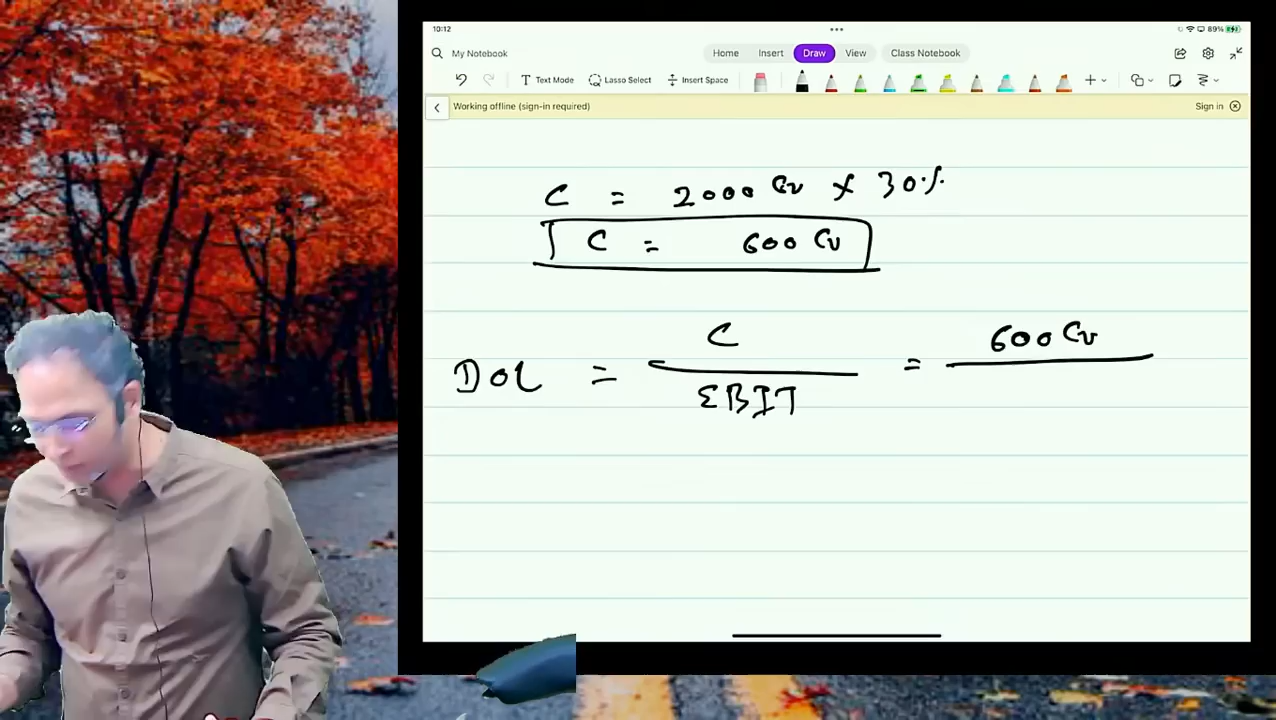 10:12
89%
My Notebook
Home Insert Draw View Class Notebook
Text Mode Lasso Select Insert Space
Working offline (sign-in required) Sign in
C = 2000 Cr × 30%
C = 600 Cr
DOL = C / EBIT = 600 Cr